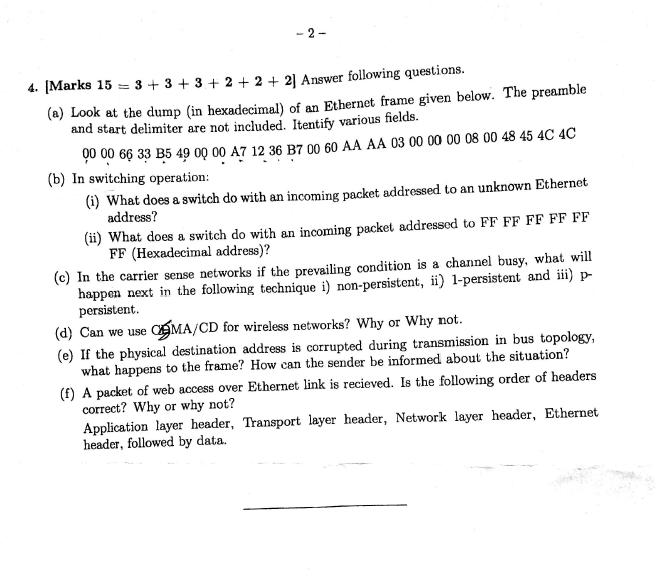 - 2 -
4. [Marks 15 = 3 + 3 + 3 + 2 + 2 + 2] Answer following questions.
(a) Look at the dump (in hexadecimal) of an Ethernet frame given below. The preamble
and start delimiter are not included. Itentify various fields.
00 00 66 33 B5 49 00 00 A7 12 36 B7 00 60 AA AA 03 00 00 00 08 00 48 45 4C 4C
(b) In switching operation:
(i) What does a switch do with an incoming packet addressed to an unknown Ethernet
address?
(ii) What does a switch do with an incoming packet addressed to FF FF FF FF FF
FF (Hexadecimal address)?
(c) In the carrier sense networks if the prevailing condition is a channel busy, what will
happen next in the following technique i) non-persistent, ii) 1-persistent and iii) p-
persistent.
(d) Can we use CSMA/CD for wireless networks? Why or Why not.
(e) If the physical destination address is corrupted during transmission in bus topology,
what happens to the frame? How can the sender be informed about the situation?
(f) A packet of web access over Ethernet link is recieved. Is the following order of headers
correct? Why or why not?
Application layer header, Transport layer header, Network layer header, Ethernet
header, followed by data.